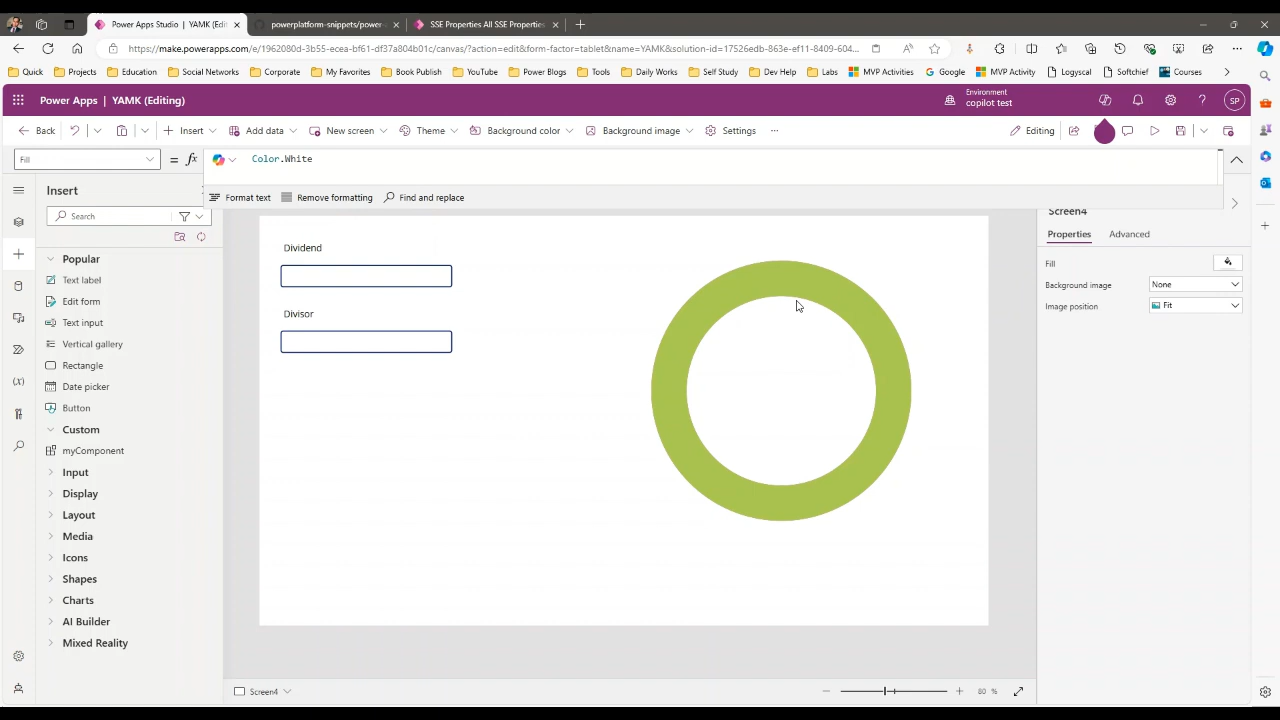 Power Apps Studio | YAMK (Edit
powerplatform-snippets/power-
SSE Properties All SSE Properties
https://make.powerapps.com/e/1962080d-3b55-ecea-bf61-df37a804b01c/canvas/?action=edit&form-factor=tablet&name=YAMK&solution-id=17526edb-863e-ef11-8409-604...
Quick Projects Education Social Networks Corporate My Favorites Book Publish YouTube Power Blogs Tools Daily Works Self Study Dev Help Labs MVP Activities Google MVP Activity Logyscal Softchief Courses
Power Apps | YAMK (Editing)
Environment
copilot test
SP
Back Insert Add data New screen Theme Background color Background image Settings ... Editing
Fill = fx Color.White
Format text Remove formatting Find and replace
Insert
Search
Popular
Text label
Edit form
Text input
Vertical gallery
Rectangle
Date picker
Button
Custom
myComponent
Input
Display
Layout
Media
Icons
Shapes
Charts
AI Builder
Mixed Reality
Dividend
Divisor
Screen4
Properties Advanced
Fill
Background image None
Image position Fit
Screen4
80 %